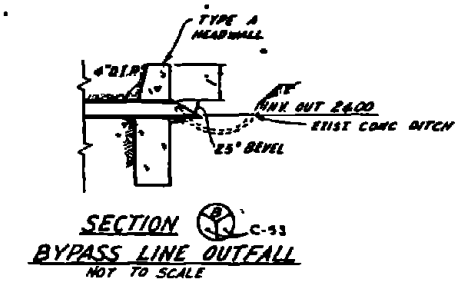 TYPE A
HEADWALL
4" D.I.P.
INV. OUT 24.00
EXIST CONC DITCH
25° BEVEL
SECTION B C-53
BYPASS LINE OUTFALL
NOT TO SCALE